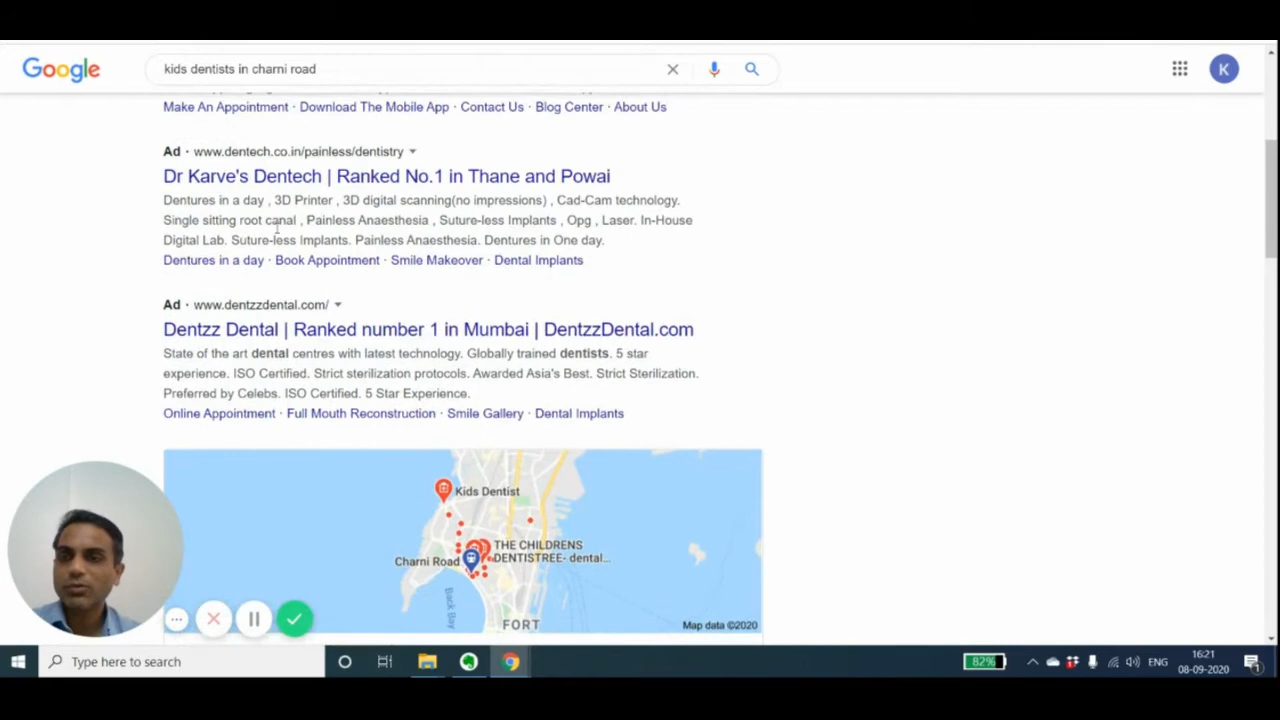 Google
kids dentists in charni road
K
Make An Appointment · Download The Mobile App · Contact Us · Blog Center · About Us
Ad · www.dentech.co.in/painless/dentistry
Dr Karve's Dentech | Ranked No.1 in Thane and Powai
Dentures in a day , 3D Printer , 3D digital scanning(no impressions) , Cad-Cam technology.
Single sitting root canal , Painless Anaesthesia , Suture-less Implants , Opg , Laser. In-House
Digital Lab. Suture-less Implants. Painless Anaesthesia. Dentures in One day.
Dentures in a day · Book Appointment · Smile Makeover · Dental Implants
Ad · www.dentzzdental.com/
Dentzz Dental | Ranked number 1 in Mumbai | DentzzDental.com
State of the art dental centres with latest technology. Globally trained dentists. 5 star
experience. ISO Certified. Strict sterilization protocols. Awarded Asia's Best. Strict Sterilization.
Preferred by Celebs. ISO Certified. 5 Star Experience.
Online Appointment · Full Mouth Reconstruction · Smile Gallery · Dental Implants
Kids Dentist
THE CHILDRENS
DENTISTREE- dental...
Charni Road
Back Bay
FORT
Map data ©2020
Type here to search
82%
ENG
16:21
08-09-2020
1